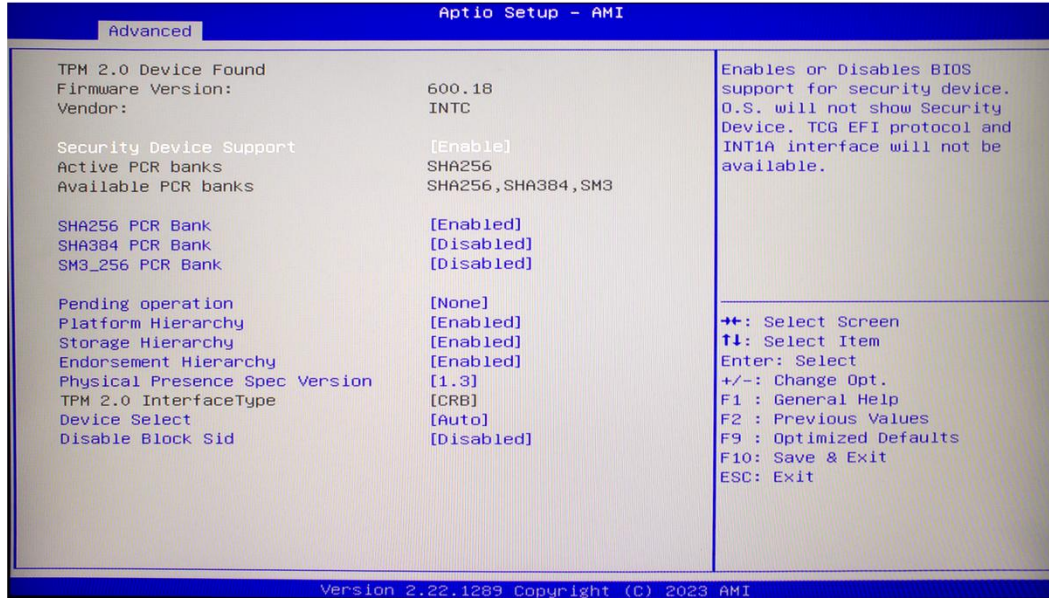 Aptio Setup – AMI
Advanced
TPM 2.0 Device Found
Firmware Version: 600.18
Vendor: INTC
Security Device Support [Enable]
Active PCR banks SHA256
Available PCR banks SHA256,SHA384,SM3
SHA256 PCR Bank [Enabled]
SHA384 PCR Bank [Disabled]
SM3_256 PCR Bank [Disabled]
Pending operation [None]
Platform Hierarchy [Enabled]
Storage Hierarchy [Enabled]
Endorsement Hierarchy [Enabled]
Physical Presence Spec Version [1.3]
TPM 2.0 InterfaceType [CRB]
Device Select [Auto]
Disable Block Sid [Disabled]
Enables or Disables BIOS
support for security device.
O.S. will not show Security
Device. TCG EFI protocol and
INT1A interface will not be
available.
→←: Select Screen
↑↓: Select Item
Enter: Select
+/-: Change Opt.
F1 : General Help
F2 : Previous Values
F9 : Optimized Defaults
F10: Save & Exit
ESC: Exit
Version 2.22.1289 Copyright (C) 2023 AMI